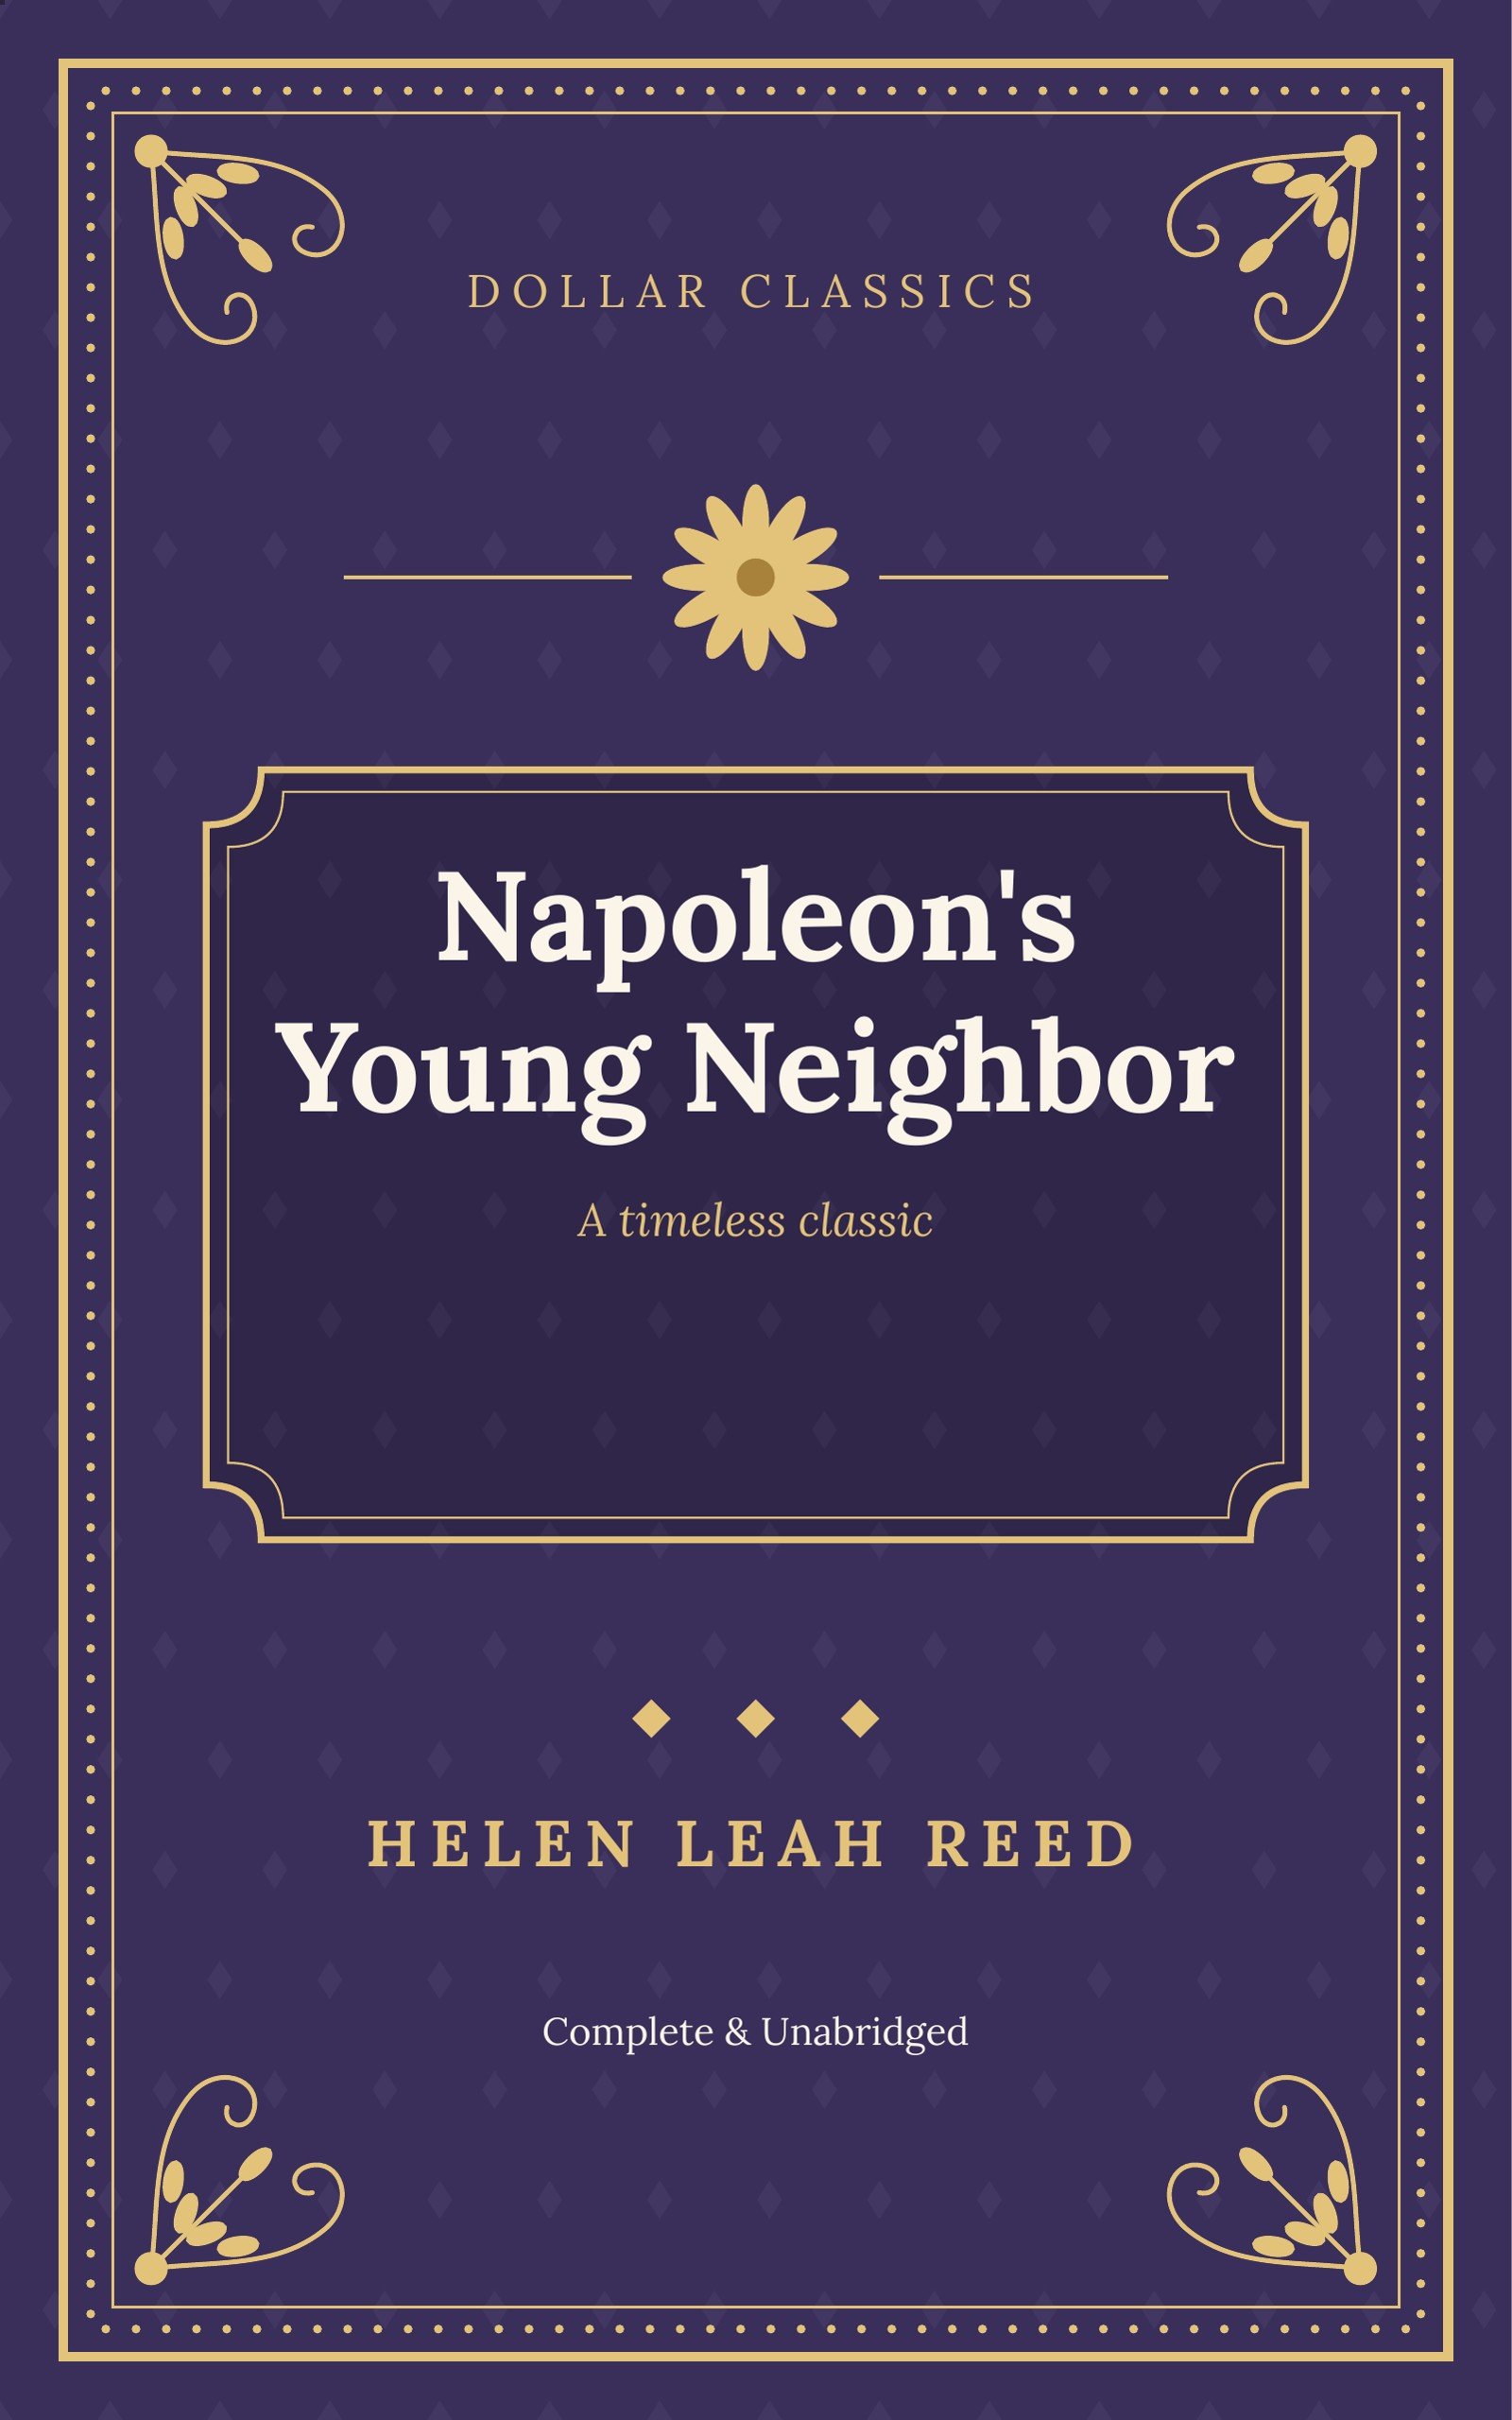 DOLLAR CLASSICS
Napoleon's
Young Neighbor
A timeless classic
HELEN LEAH REED
Complete & Unabridged